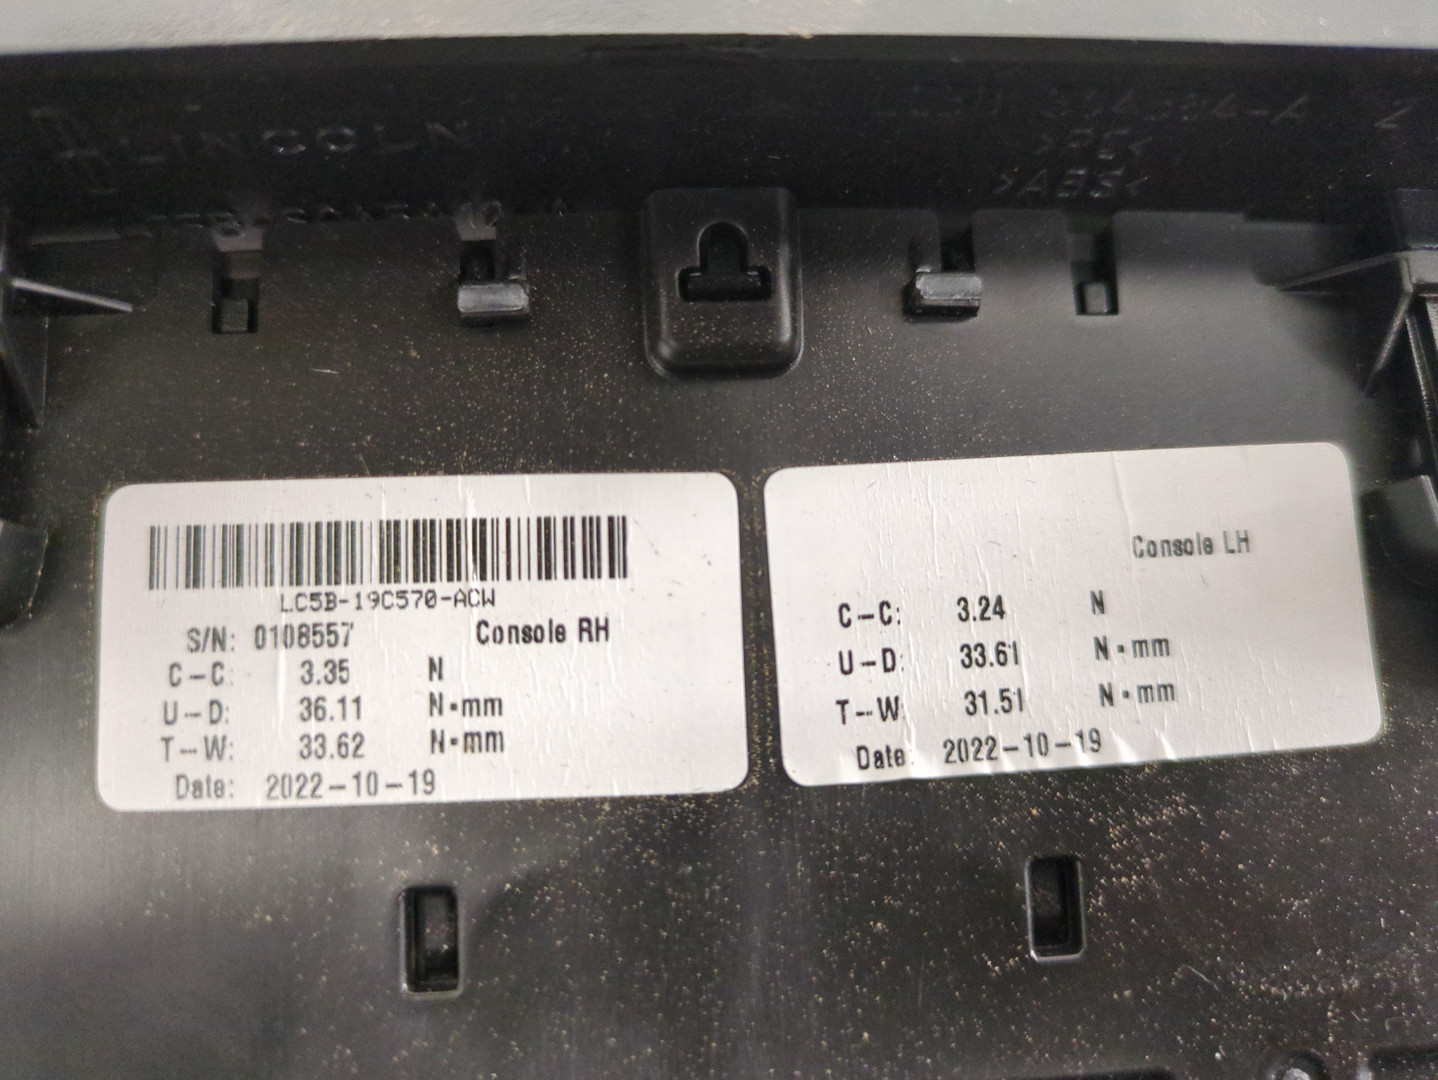 LINCOLN
>PC<
>ABS<
LC5B-19C570-ACW
S/N: 0108557 Console RH
C-C: 3.35 N
U-D: 36.11 N·mm
T-W: 33.62 N·mm
Date: 2022-10-19
Console LH
C-C: 3.24 N
U-D: 33.61 N·mm
T-W: 31.51 N·mm
Date: 2022-10-19